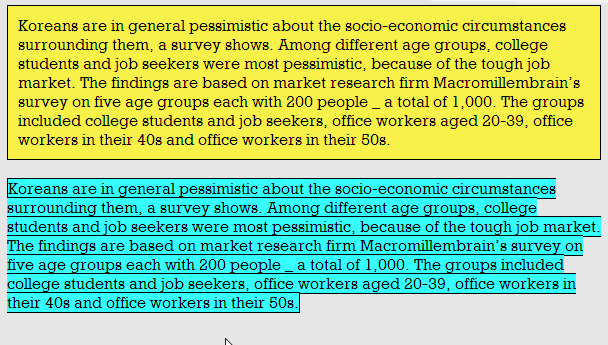 Koreans are in general pessimistic about the socio-economic circumstances
surrounding them, a survey shows. Among different age groups, college
students and job seekers were most pessimistic, because of the tough job
market. The findings are based on market research firm Macromillembrain's
survey on five age groups each with 200 people _ a total of 1,000. The groups
included college students and job seekers, office workers aged 20-39, office
workers in their 40s and office workers in their 50s.
Koreans are in general pessimistic about the socio-economic circumstances
surrounding them, a survey shows. Among different age groups, college
students and job seekers were most pessimistic, because of the tough job market.
The findings are based on market research firm Macromillembrain's survey on
five age groups each with 200 people _ a total of 1,000. The groups included
college students and job seekers, office workers aged 20-39, office workers in
their 40s and office workers in their 50s.